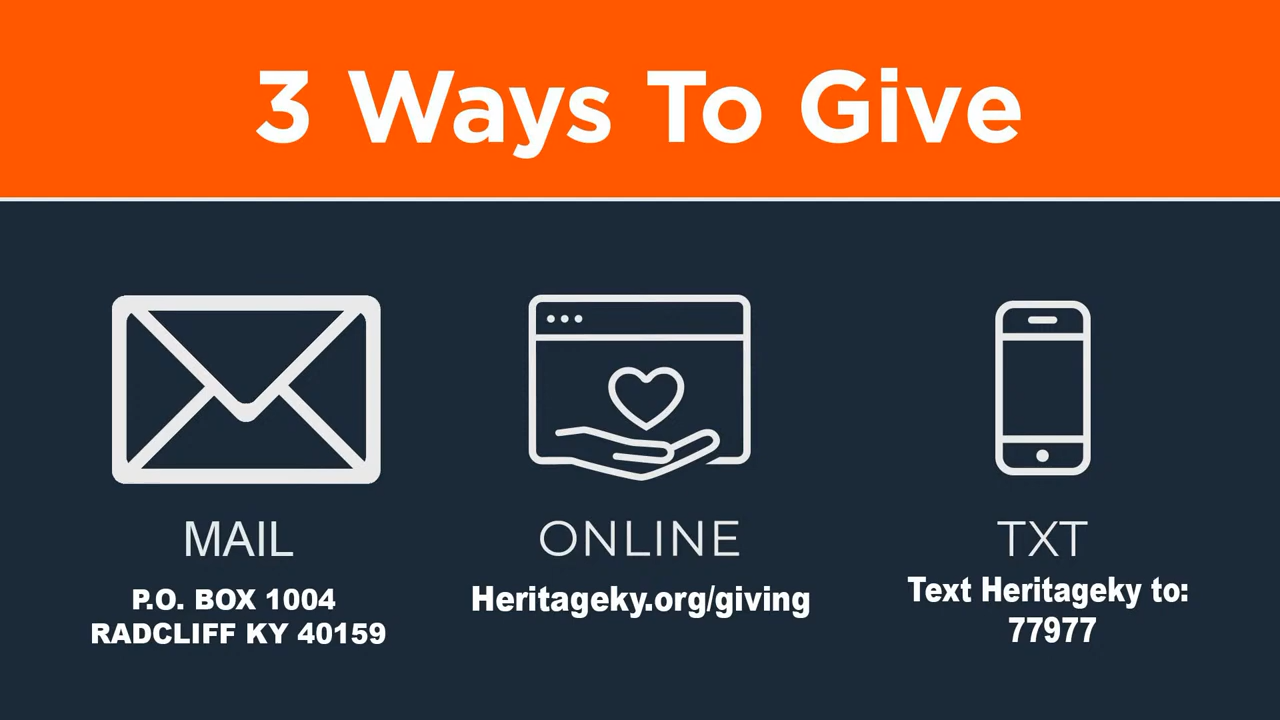 3 Ways To Give
MAIL
P.O. BOX 1004
RADCLIFF KY 40159
ONLINE
Heritageky.org/giving
TXT
Text Heritageky to:
77977